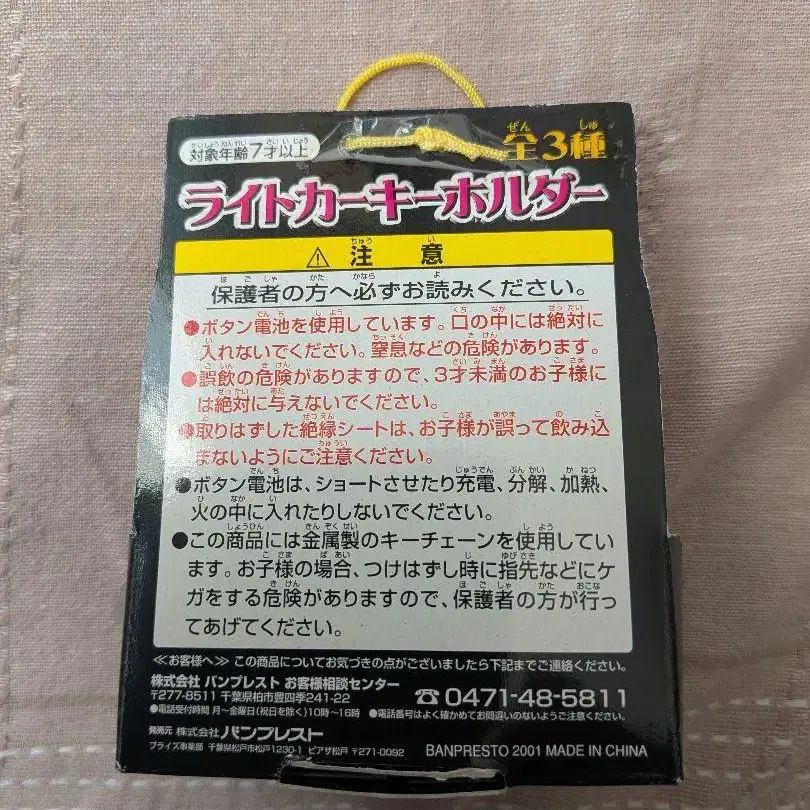 対象年齢7才以上
全3種
ライトカーキーホルダー
⚠注意
保護者の方へ必ずお読みください。
●ボタン電池を使用しています。口の中には絶対に
入れないでください。窒息などの危険があります。
●誤飲の危険がありますので、3才未満のお子様に
は絶対に与えないでください。
●取りはずした絶縁シートは、お子様が誤って飲み込
まないようにご注意ください。
●ボタン電池は、ショートさせたり充電、分解、加熱、
火の中に入れたりしないでください。
●この商品には金属製のキーチェーンを使用してい
ます。お子様の場合、つけはずし時に指先などにケ
ガをする危険がありますので、保護者の方が行っ
てあげてください。
≪お客様へ≫ この商品についてお気づきの点がございましたら下記までご連絡ください。
株式会社 バンプレスト お客様相談センター
〒277-8511 千葉県柏市豊四季241-22
☎0471-48-5811
●電話受付時間 月〜金曜日(祝日を除く)10時〜16時 ●電話番号はよく確かめてお間違いのないようご注意ください。
発売元 株式会社バンプレスト
プライズ事業部 千葉県松戸市松戸1230-1 ピアザ松戸 〒271-0092
BANPRESTO 2001 MADE IN CHINA